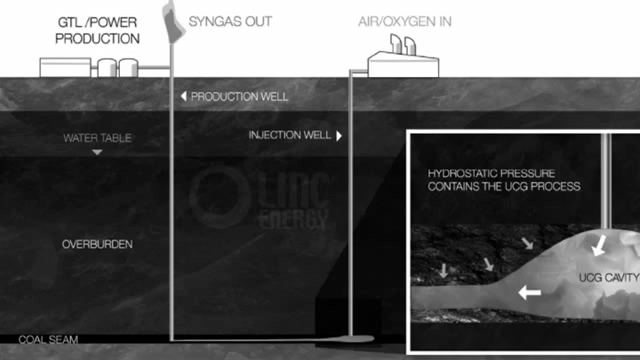 GTL /POWER
PRODUCTION
SYNGAS OUT
AIR/OXYGEN IN
PRODUCTION WELL
INJECTION WELL
WATER TABLE
LINC
ENERGY
HYDROSTATIC PRESSURE
CONTAINS THE UCG PROCESS
OVERBURDEN
UCG CAVITY
COAL SEAM